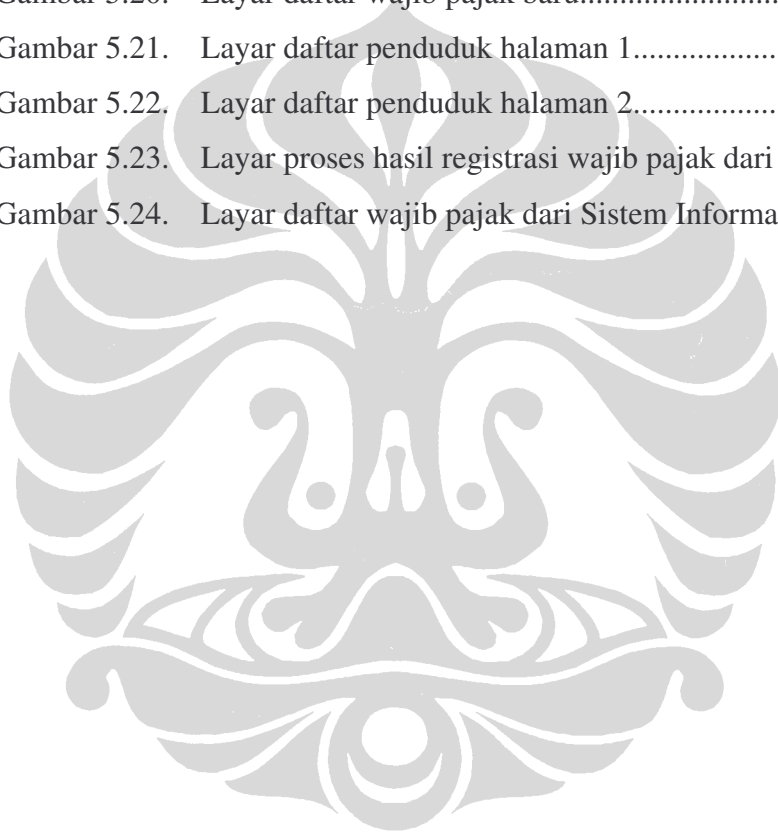 Gambar 5.20. Layar daftar wajib pajak baru..........................
Gambar 5.21. Layar daftar penduduk halaman 1..................
Gambar 5.22. Layar daftar penduduk halaman 2..................
Gambar 5.23. Layar proses hasil registrasi wajib pajak dari
Gambar 5.24. Layar daftar wajib pajak dari Sistem Informa